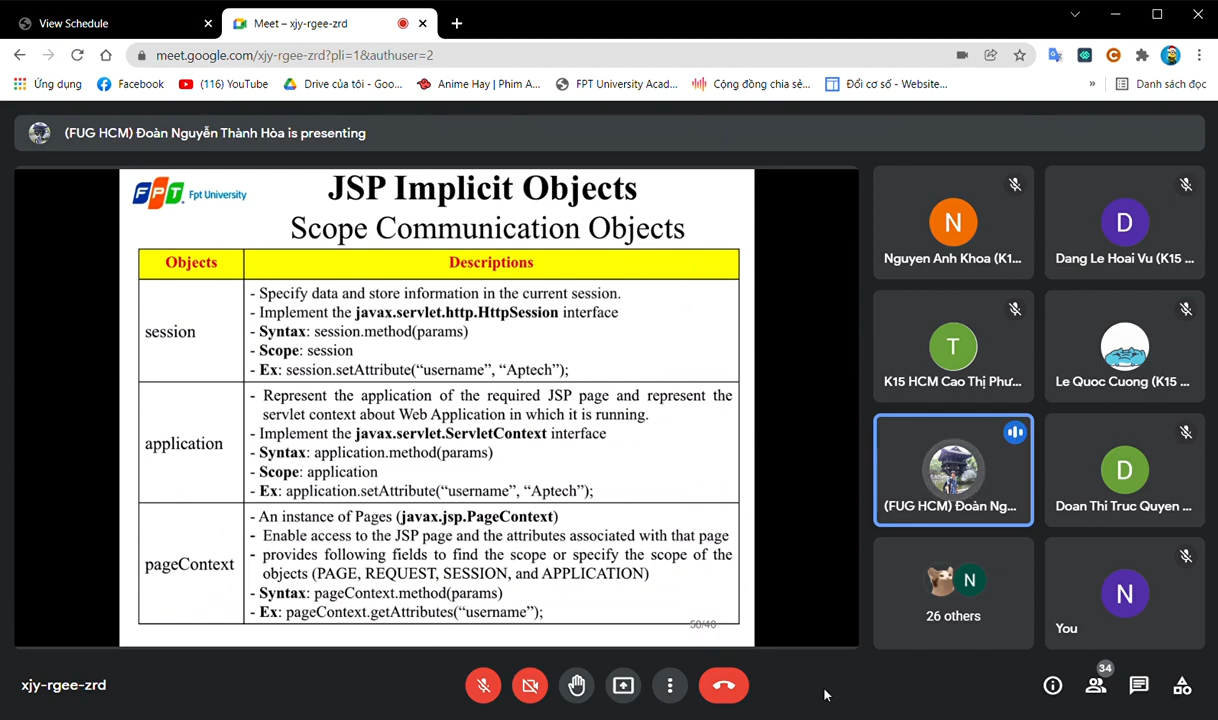 View Schedule
Meet – xjy-rgee-zrd
meet.google.com/xjy-rgee-zrd?pli=1&authuser=2
Ứng dụng
Facebook
(116) YouTube
Drive của tôi - Goo...
Anime Hay | Phim A...
FPT University Acad...
Cộng đồng chia sẻ...
Đổi cơ số - Website...
»
Danh sách đọc
(FUG HCM) Đoàn Nguyễn Thành Hòa is presenting
FPT Fpt University
JSP Implicit Objects
Scope Communication Objects
Objects
Descriptions
session
- Specify data and store information in the current session.
- Implement the javax.servlet.http.HttpSession interface
- Syntax: session.method(params)
- Scope: session
- Ex: session.setAttribute(“username”, “Aptech”);
application
- Represent the application of the required JSP page and represent the
servlet context about Web Application in which it is running.
- Implement the javax.servlet.ServletContext interface
- Syntax: application.method(params)
- Scope: application
- Ex: application.setAttribute(“username”, “Aptech”);
pageContext
- An instance of Pages (javax.jsp.PageContext)
- Enable access to the JSP page and the attributes associated with that page
- provides following fields to find the scope or specify the scope of the
objects (PAGE, REQUEST, SESSION, and APPLICATION)
- Syntax: pageContext.method(params)
- Ex: pageContext.getAttributes(“username”);
50/40
N
Nguyen Anh Khoa (K1...
D
Dang Le Hoai Vu (K15 ...
T
K15 HCM Cao Thị Phư...
Le Quoc Cuong (K15 ...
(FUG HCM) Đoàn Ng...
D
Doan Thi Truc Quyen ...
N
26 others
N
You
xjy-rgee-zrd
34